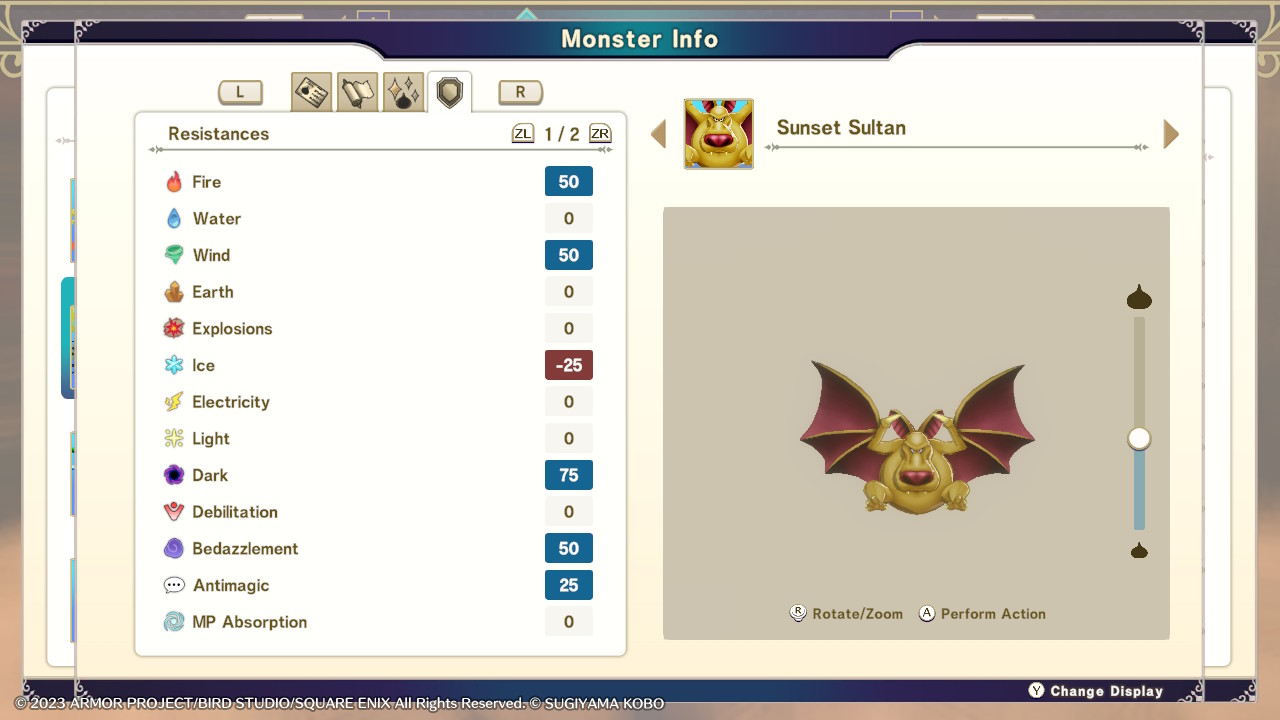 Monster Info
L
R
Resistances
ZL 1 / 2 ZR
Sunset Sultan
Fire 50
Water 0
Wind 50
Earth 0
Explosions 0
Ice -25
Electricity 0
Light 0
Dark 75
Debilitation 0
Bedazzlement 50
Antimagic 25
MP Absorption 0
R Rotate/Zoom A Perform Action
Y Change Display
© 2023 ARMOR PROJECT/BIRD STUDIO/SQUARE ENIX All Rights Reserved. © SUGIYAMA KOBO